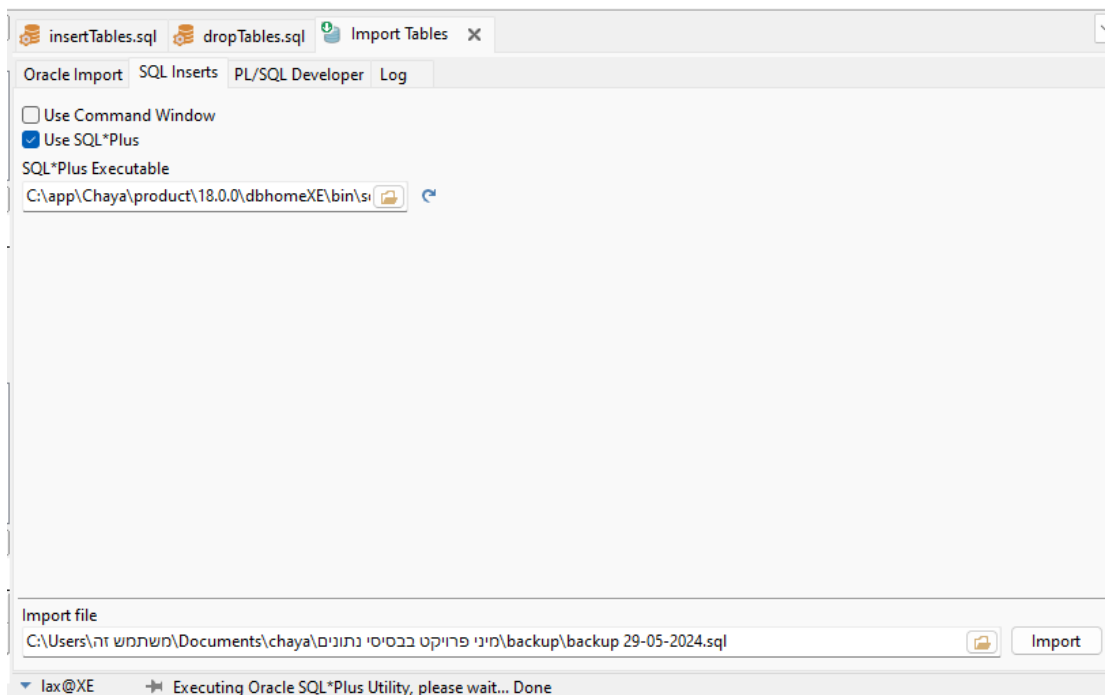 insertTables.sql dropTables.sql Import Tables
Oracle Import SQL Inserts PL/SQL Developer Log
Use Command Window
Use SQL*Plus
SQL*Plus Executable
C:\app\Chaya\product\18.0.0\dbhomeXE\bin\s
Import file
C:\Users\משתמש זה\Documents\chaya\מיני פרויקט בבסיסי נתונים\backup\backup 29-05-2024.sql Import
lax@XE Executing Oracle SQL*Plus Utility, please wait... Done